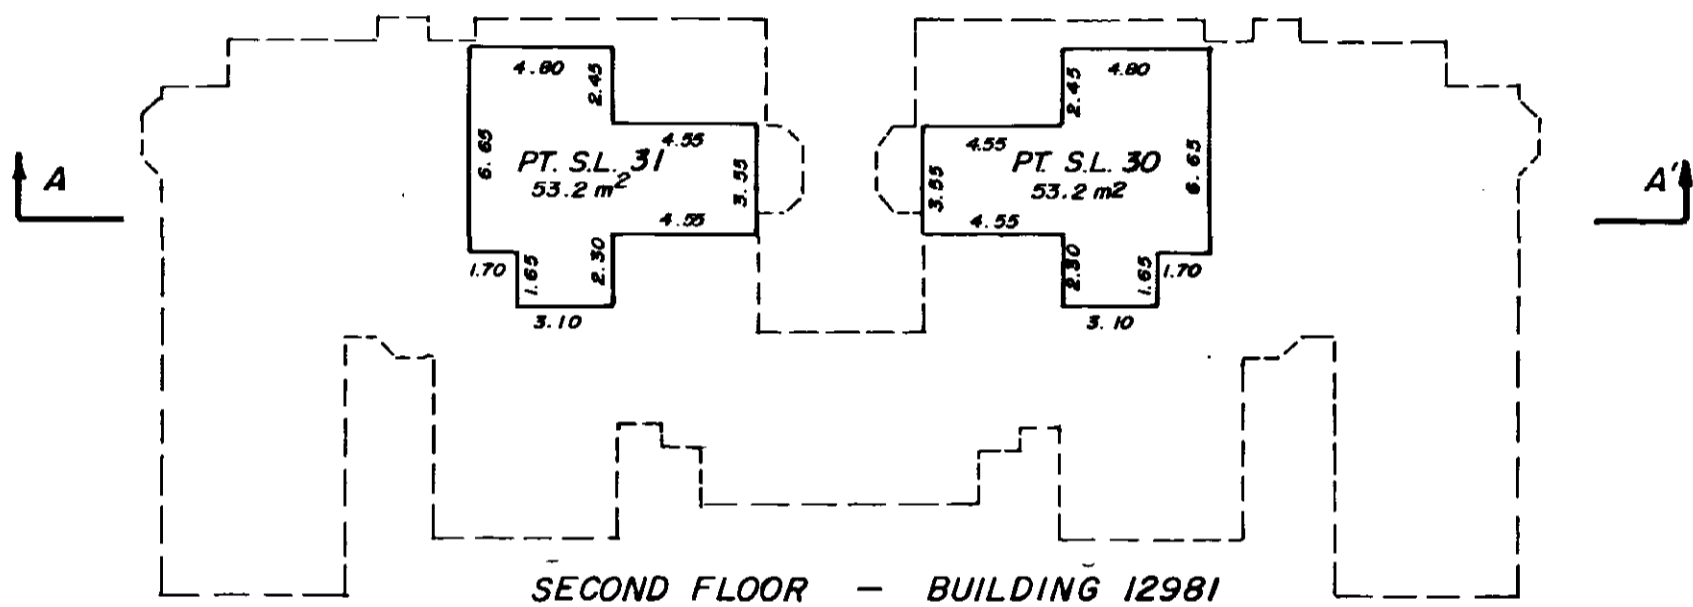 4.80
2.45
4.80
2.45
6.65
4.55
3.55
PT. S.L. 31
53.2 m²
4.55
1.70
1.65
2.30
3.10
4.55
3.55
PT. S.L. 30
53.2 m2
6.65
4.55
2.30
1.65
1.70
3.10
A
A'
SECOND FLOOR – BUILDING 12981